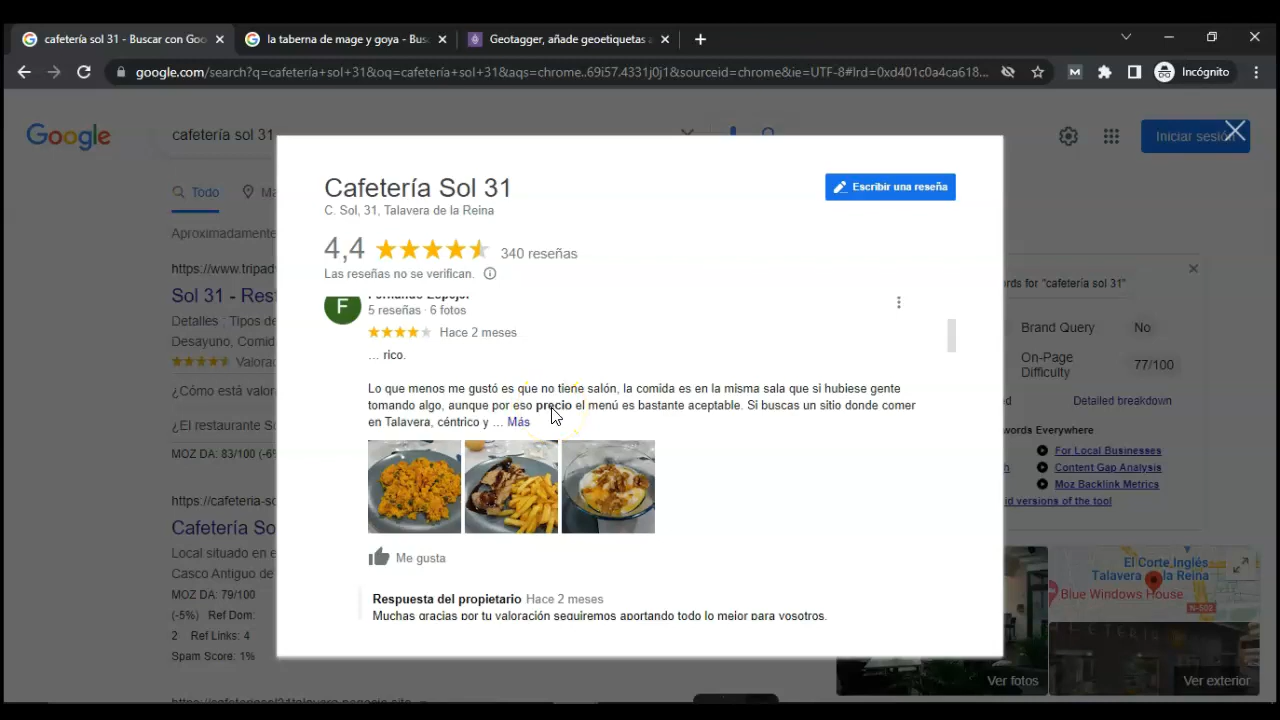 cafetería sol 31 - Buscar con Goo
la taberna de mage y goya - Bus
Geotagger, añade geoetiquetas a
google.com/search?q=cafetería+sol+31&oq=cafetería+sol+31&aqs=chrome..69i57.4331j0j1&sourceid=chrome&ie=UTF-8#lrd=0xd401c0a4ca618...
Incógnito
Google
cafetería sol 31
Iniciar sesión
Todo
Ma
Aproximadamente
https://www.tripad
Sol 31 - Res
Detalles : Tipos de
Desayuno, Comid
Valora
¿Cómo está valor
¿El restaurante S
MOZ DA: 83/100 (-6%
https://cafeteria-so
Cafetería So
Local situado en e
Casco Antiguo de
MOZ DA: 79/100
(-5%) Ref Dom:
2 Ref Links: 4
Spam Score: 1%
Cafetería Sol 31
C. Sol, 31, Talavera de la Reina
Escribir una reseña
4,4
340 reseñas
Las reseñas no se verifican.
F
Fernando Espejel
5 reseñas · 6 fotos
Hace 2 meses
… rico.
Lo que menos me gustó es que no tiene salón, la comida es en la misma sala que si hubiese gente
tomando algo, aunque por eso precio el menú es bastante aceptable. Si buscas un sitio donde comer
en Talavera, céntrico y … Más
Me gusta
Respuesta del propietario Hace 2 meses
Muchas gracias por tu valoración seguiremos aportando todo lo mejor para vosotros.
rds for "cafetería sol 31"
Brand Query No
On-Page
Difficulty
77/100
d
Detailed breakdown
words Everywhere
For Local Businesses
h
Content Gap Analysis
Moz Backlink Metrics
id versions of the tool
El Corte Inglés
Talavera de la Reina
Blue Windows House
N-502
Ver fotos
Ver exterior